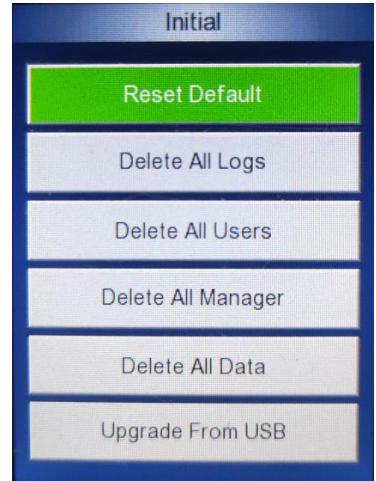 Initial
Reset Default
Delete All Logs
Delete All Users
Delete All Manager
Delete All Data
Upgrade From USB